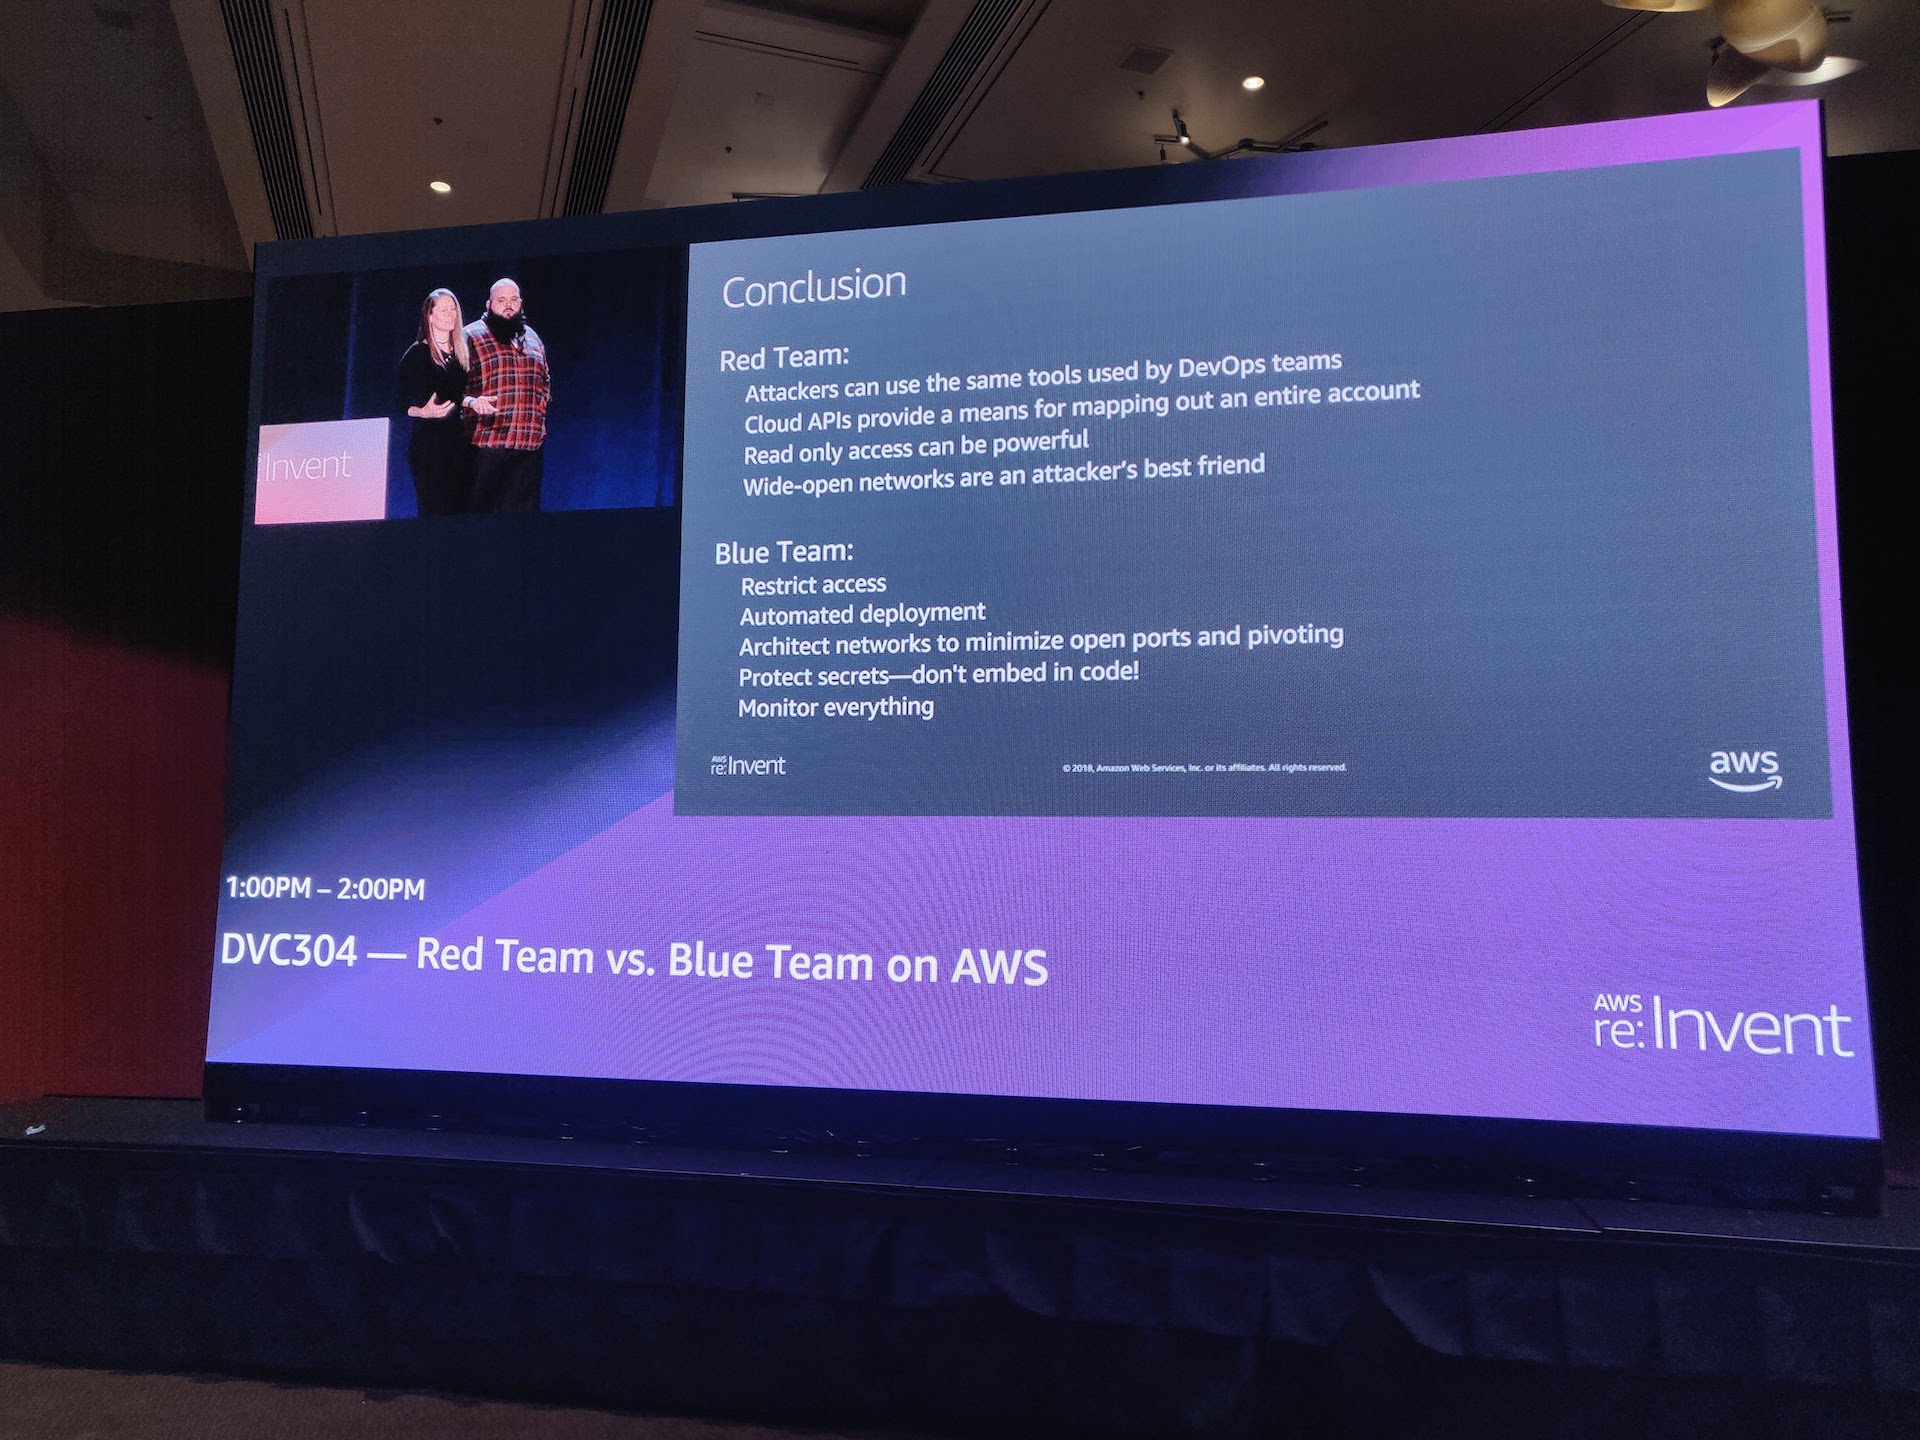 Conclusion
Red Team:
Attackers can use the same tools used by DevOps teams
Cloud APIs provide a means for mapping out an entire account
Read only access can be powerful
Wide-open networks are an attacker's best friend
Blue Team:
Restrict access
Automated deployment
Architect networks to minimize open ports and pivoting
Protect secrets—don't embed in code!
Monitor everything
AWS
re:Invent
© 2018, Amazon Web Services, Inc. or its affiliates. All rights reserved.
aws
:Invent
1:00PM – 2:00PM
DVC304 — Red Team vs. Blue Team on AWS
AWS
re:Invent